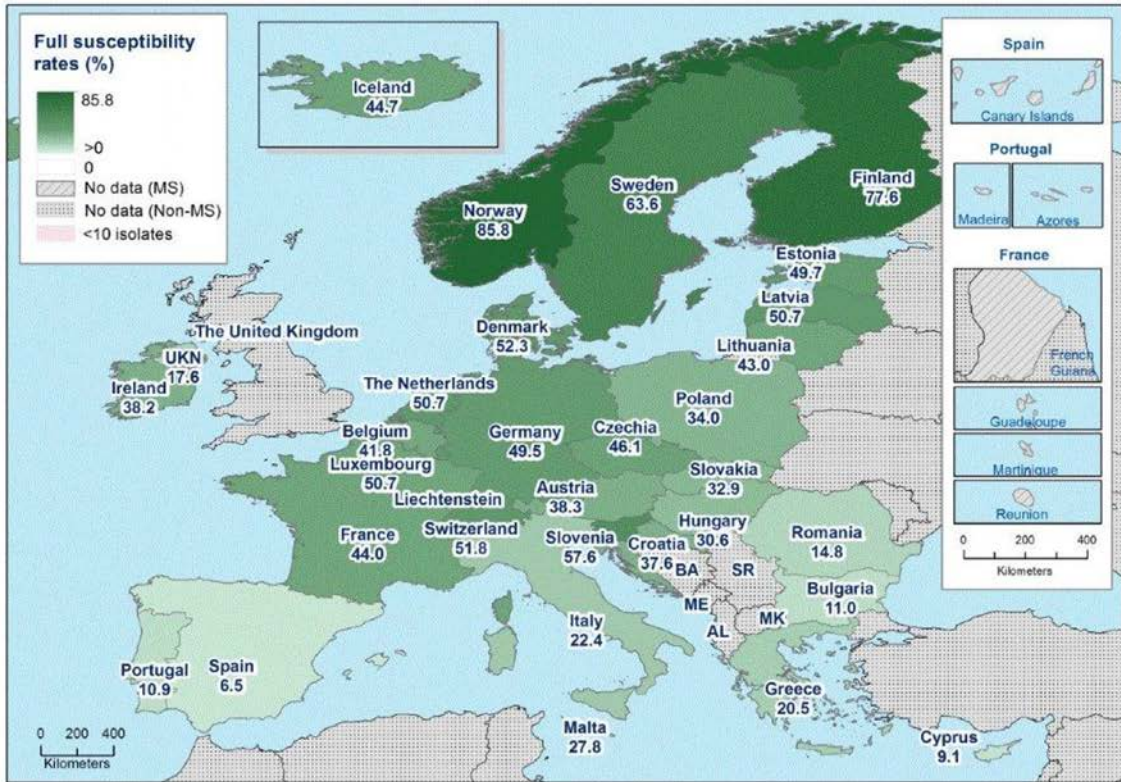 Full susceptibility
rates (%)
85.8
>0
0
No data (MS)
No data (Non-MS)
<10 isolates
Iceland
44.7
Norway
85.8
Sweden
63.6
Finland
77.6
Estonia
49.7
Latvia
50.7
Lithuania
43.0
Denmark
52.3
The United Kingdom
UKN
17.6
Ireland
38.2
The Netherlands
50.7
Belgium
41.8
Luxembourg
50.7
Germany
49.5
Poland
34.0
Czechia
46.1
Slovakia
32.9
Liechtenstein
Austria
38.3
Switzerland
51.8
France
44.0
Slovenia
57.6
Hungary
30.6
Croatia
37.6
Romania
14.8
BA
SR
Bulgaria
11.0
ME
MK
AL
Italy
22.4
Portugal
10.9
Spain
6.5
Greece
20.5
Malta
27.8
Cyprus
9.1
0 200 400
Kilometers
Spain
Canary Islands
Portugal
Madeira
Azores
France
French
Guiana
Guadeloupe
Martinique
Reunion
0 200 400
Kilometers